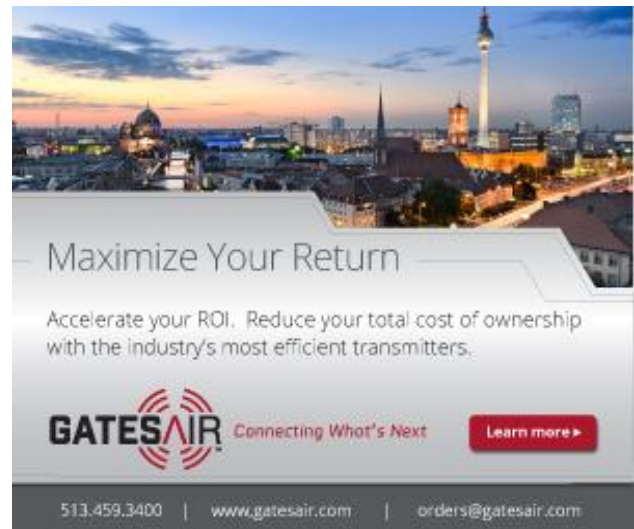 Maximize Your Return
Accelerate your ROI. Reduce your total cost of ownership
with the industry's most efficient transmitters.
GATESAIR Connecting What's Next Learn more
513.459.3400 | www.gatesair.com | orders@gatesair.com